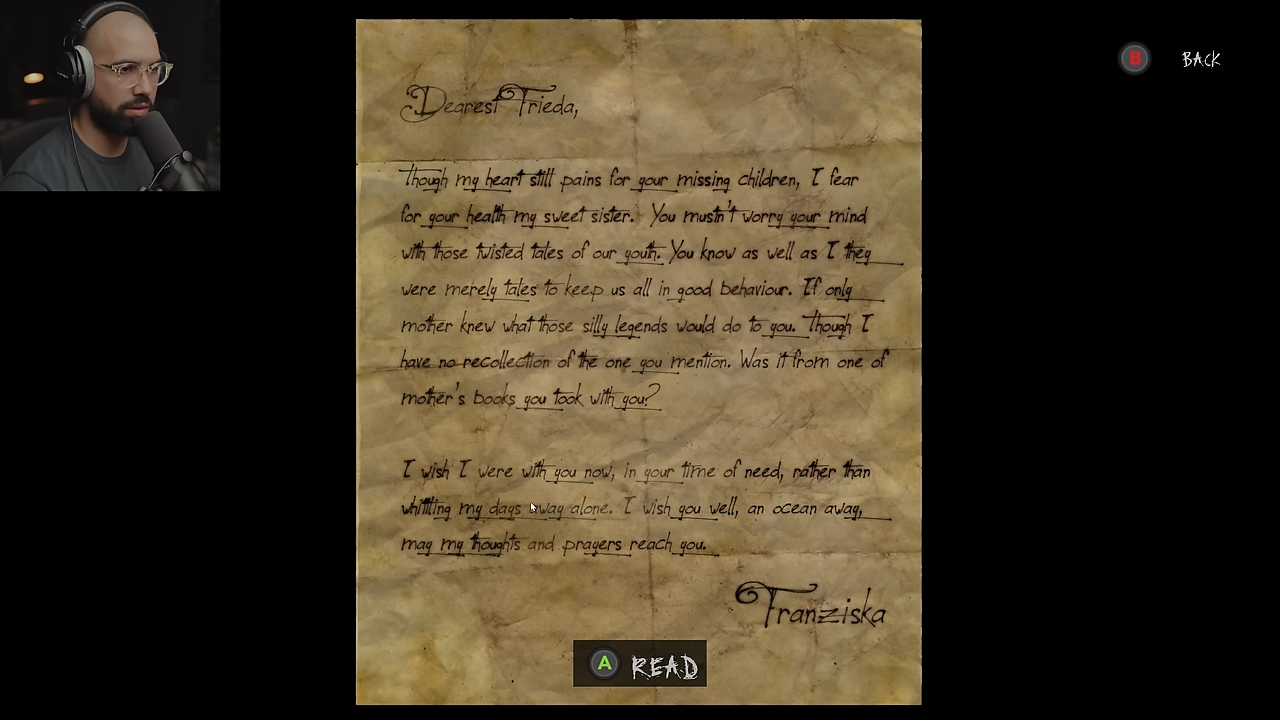 B BACK
Dearest Frieda,
Though my heart still pains for your missing children, I fear
for your health my sweet sister. You mustn't worry your mind
with those twisted tales of our youth. You know as well as I they
were merely tales to keep us all in good behaviour. If only
mother knew what those silly legends would do to you. Though I
have no recollection of the one you mention. Was it from one of
mother's books you took with you?
I wish I were with you now, in your time of need, rather than
whittling my days away alone. I wish you well, an ocean away,
may my thoughts and prayers reach you.
Franziska
A READ